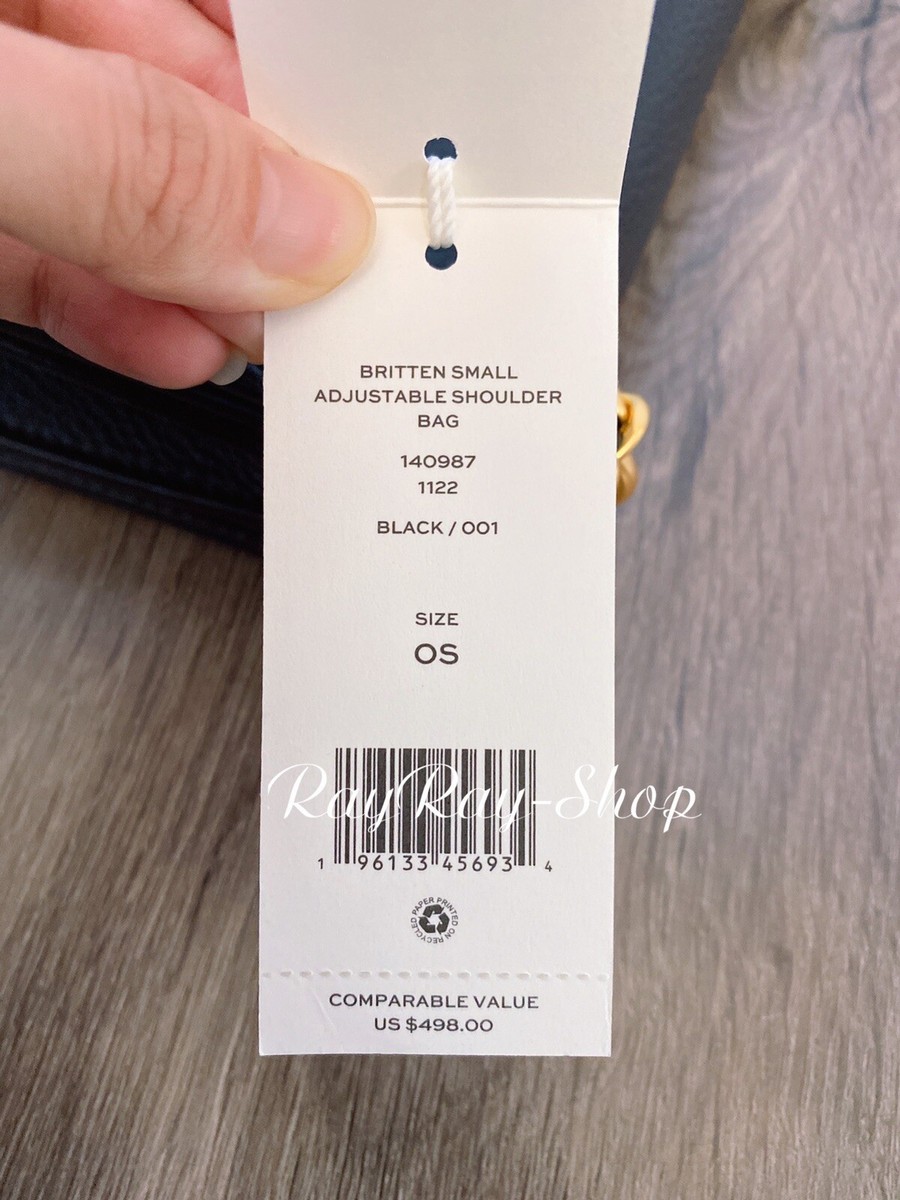 BRITTEN SMALL
ADJUSTABLE SHOULDER
BAG
140987
1122
BLACK / 001
SIZE
OS
RayRay-Shop
1 96133 45693 4
PAPER PRINTED ON RECYCLED
COMPARABLE VALUE
US $498.00